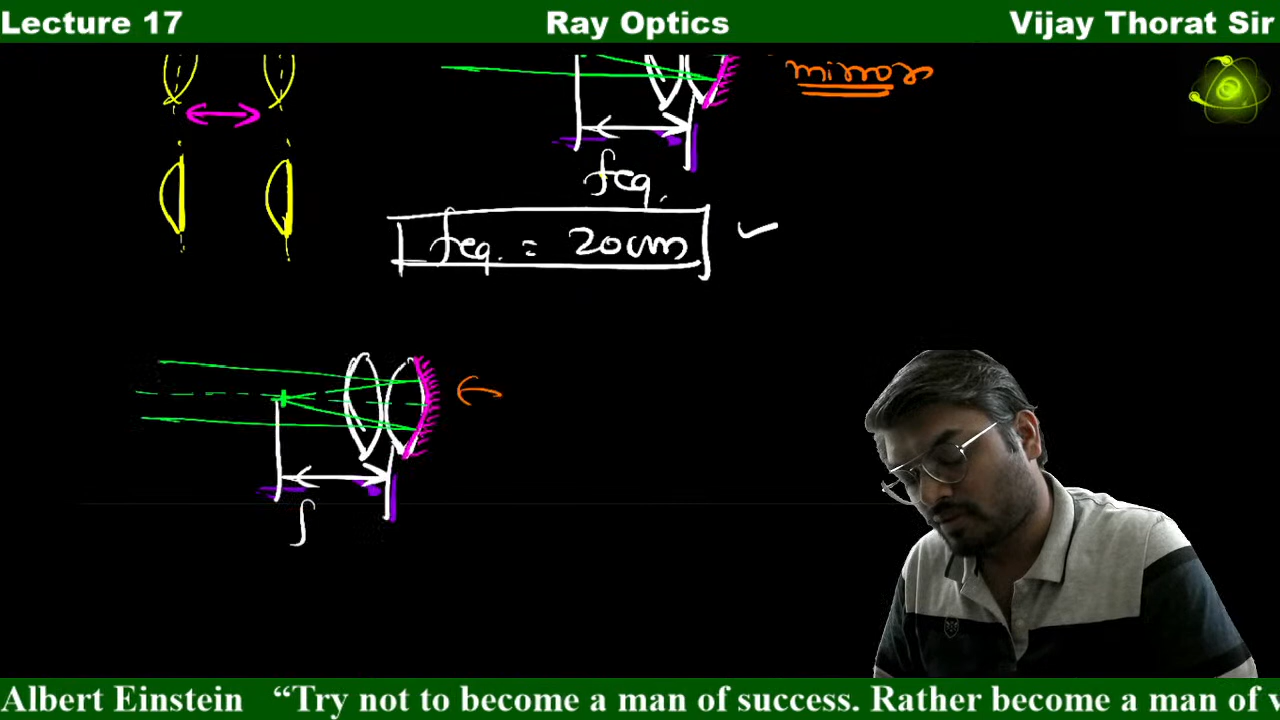 Lecture 17 Ray Optics Vijay Thorat Sir
mirror
feq.
feq. = 20cm
f
Albert Einstein “Try not to become a man of success. Rather become a man of v